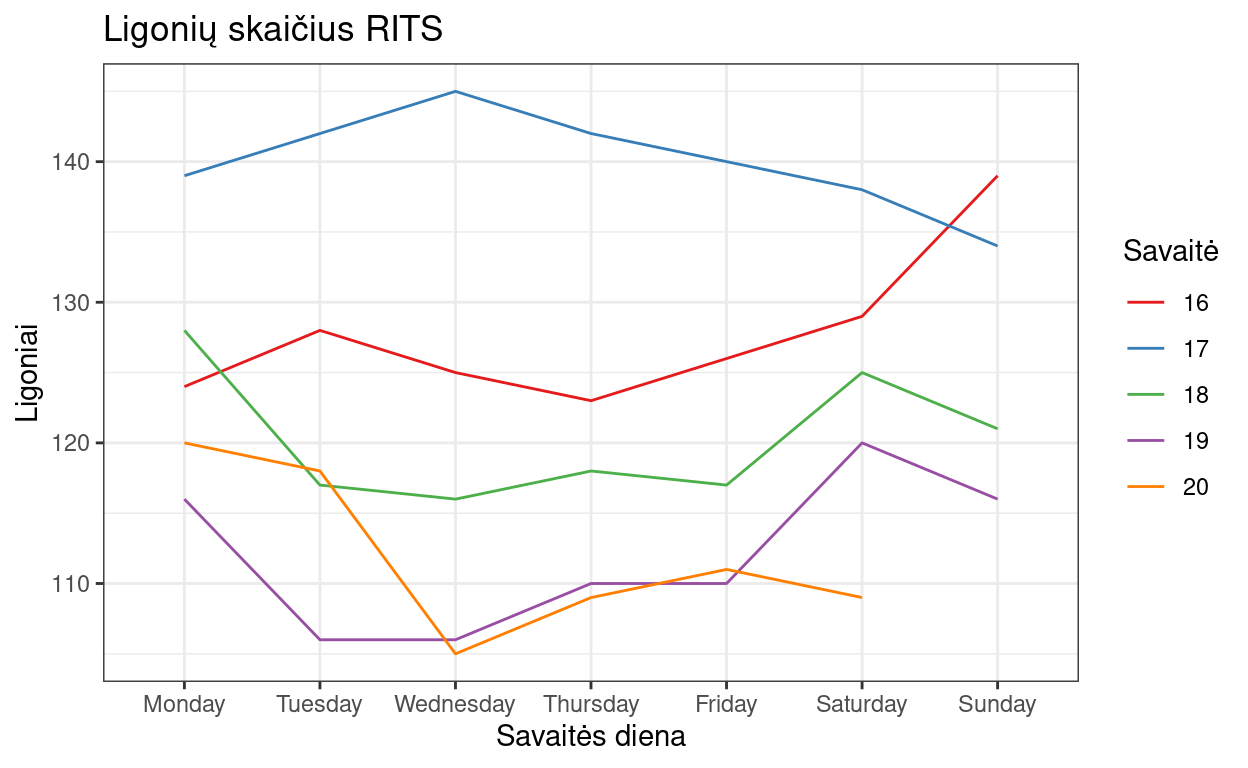 Ligonių skaičius RITS
Ligoniai
140
130
120
110
Monday Tuesday Wednesday Thursday Friday Saturday Sunday
Savaitės diena
Savaitė
16
17
18
19
20